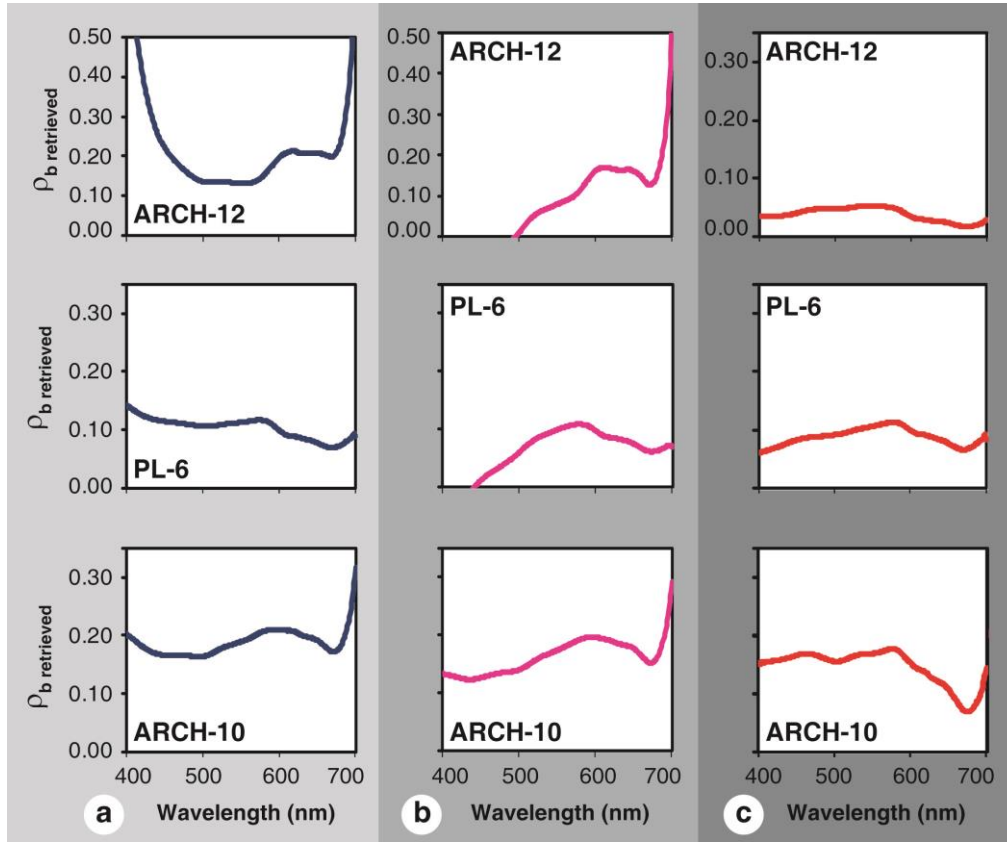 0.50
0.40
0.30
0.20
0.10
0.00
ρb retrieved
ARCH-12
0.50
0.40
0.30
0.20
0.10
0.00
ARCH-12
0.30
0.20
0.10
0.00
ARCH-12
0.30
0.20
0.10
0.00
ρb retrieved
PL-6
PL-6
PL-6
0.30
0.20
0.10
0.00
ρb retrieved
ARCH-10
ARCH-10
ARCH-10
400 500 600 700
400 500 600 700
400 500 600 700
a Wavelength (nm)
b Wavelength (nm)
c Wavelength (nm)